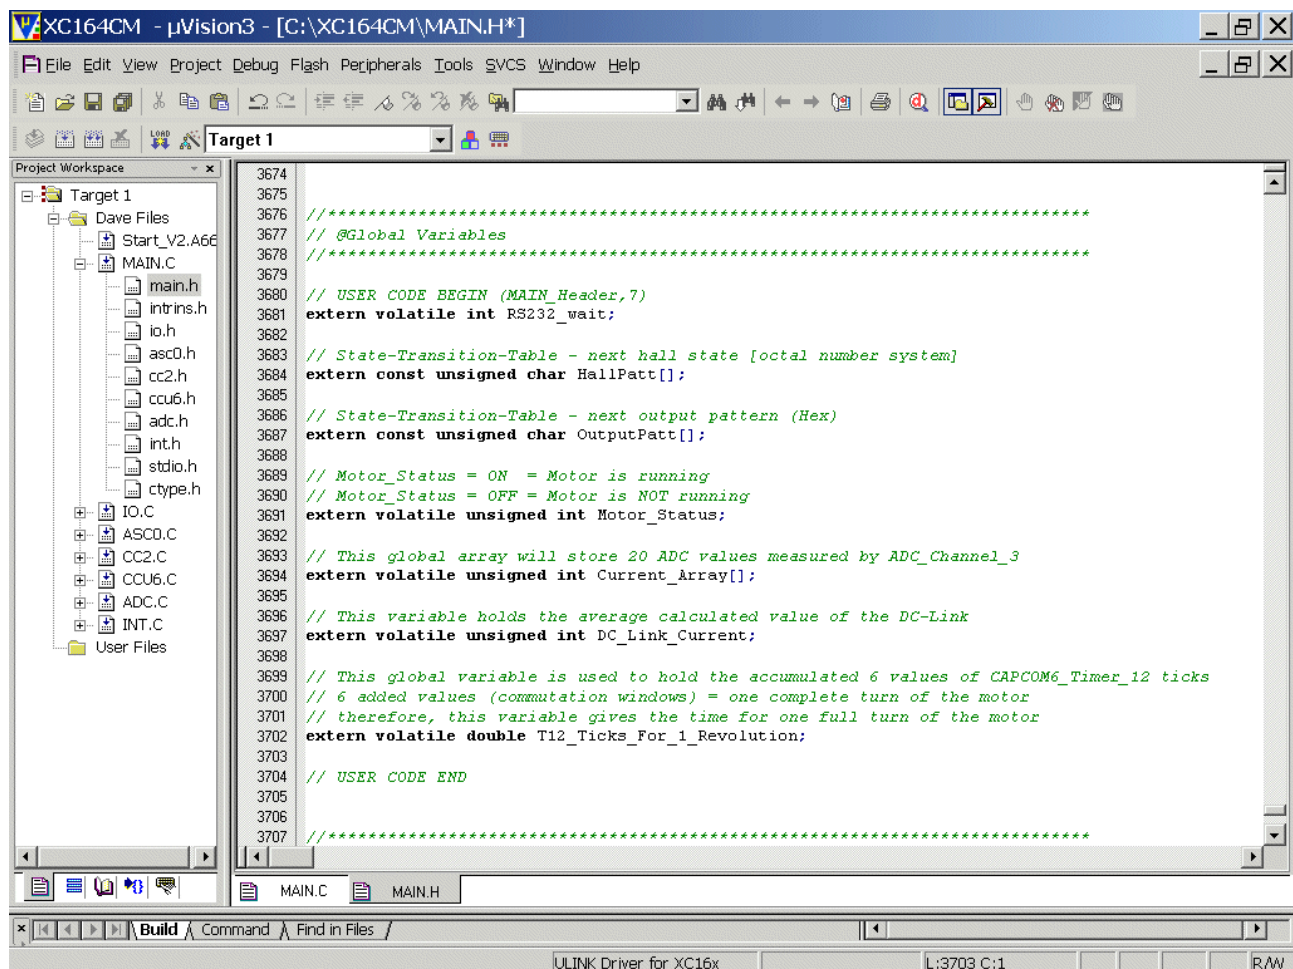 XC164CM - µVision3 - [C:\XC164CM\MAIN.H*]
File Edit View Project Debug Flash Peripherals Tools SVCS Window Help
LOAD Target 1
Project Workspace
Target 1
Dave Files
Start_V2.A66
MAIN.C
main.h
intrins.h
io.h
asc0.h
cc2.h
ccu6.h
adc.h
int.h
stdio.h
ctype.h
IO.C
ASC0.C
CC2.C
CCU6.C
ADC.C
INT.C
User Files
3674
3675
3676 //****************************************************************************
3677 // @Global Variables
3678 //****************************************************************************
3679
3680 // USER CODE BEGIN (MAIN_Header,7)
3681 extern volatile int RS232_wait;
3682
3683 // State-Transition-Table - next hall state [octal number system]
3684 extern const unsigned char HallPatt[];
3685
3686 // State-Transition-Table - next output pattern (Hex)
3687 extern const unsigned char OutputPatt[];
3688
3689 // Motor_Status = ON  = Motor is running
3690 // Motor_Status = OFF = Motor is NOT running
3691 extern volatile unsigned int Motor_Status;
3692
3693 // This global array will store 20 ADC values measured by ADC_Channel_3
3694 extern volatile unsigned int Current_Array[];
3695
3696 // This variable holds the average calculated value of the DC-Link
3697 extern volatile unsigned int DC_Link_Current;
3698
3699 // This global variable is used to hold the accumulated 6 values of CAPCOM6_Timer_12 ticks
3700 // 6 added values (commutation windows) = one complete turn of the motor
3701 // therefore, this variable gives the time for one full turn of the motor
3702 extern volatile double T12_Ticks_For_1_Revolution;
3703
3704 // USER CODE END
3705
3706
3707 //****************************************************************************
MAIN.C MAIN.H
Build Command Find in Files
ULINK Driver for XC16x L:3703 C:1 R/W